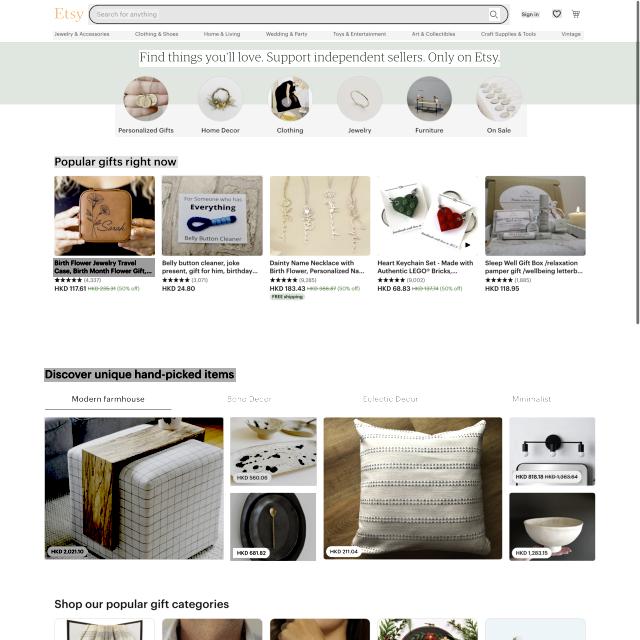 Etsy
Search for anything
Sign in
Jewelry & Accessories
Clothing & Shoes
Home & Living
Wedding & Party
Toys & Entertainment
Art & Collectibles
Craft Supplies & Tools
Vintage
Find things you'll love. Support independent sellers. Only on Etsy.
Personalized Gifts
Home Decor
Clothing
Jewelry
Furniture
On Sale
Popular gifts right now
Sarah
For Someone who has
Everything
Belly Button Cleaner
Birth Flower Jewelry Travel
Case, Birth Month Flower Gift,...
(4,337)
HKD 117.61 HKD 235.31 (50% off)
Belly button cleaner, joke
present, gift for him, birthday...
(3,071)
HKD 24.80
Dainty Name Necklace with
Birth Flower, Personalized Na...
(9,285)
HKD 183.43 HKD 366.87 (50% off)
FREE shipping
Heart Keychain Set - Made with
Authentic LEGO® Bricks,...
(9,002)
HKD 68.83 HKD 137.74 (50% off)
Sleep Well Gift Box /relaxation
pamper gift /wellbeing letterb...
(1,885)
HKD 118.95
Discover unique hand-picked items
Modern farmhouse
Boho Decor
Eclectic Decor
Minimalist
HKD 2,021.10
HKD 560.06
HKD 681.82
HKD 211.04
HKD 818.18 HKD 1,363.64
HKD 1,283.15
Shop our popular gift categories